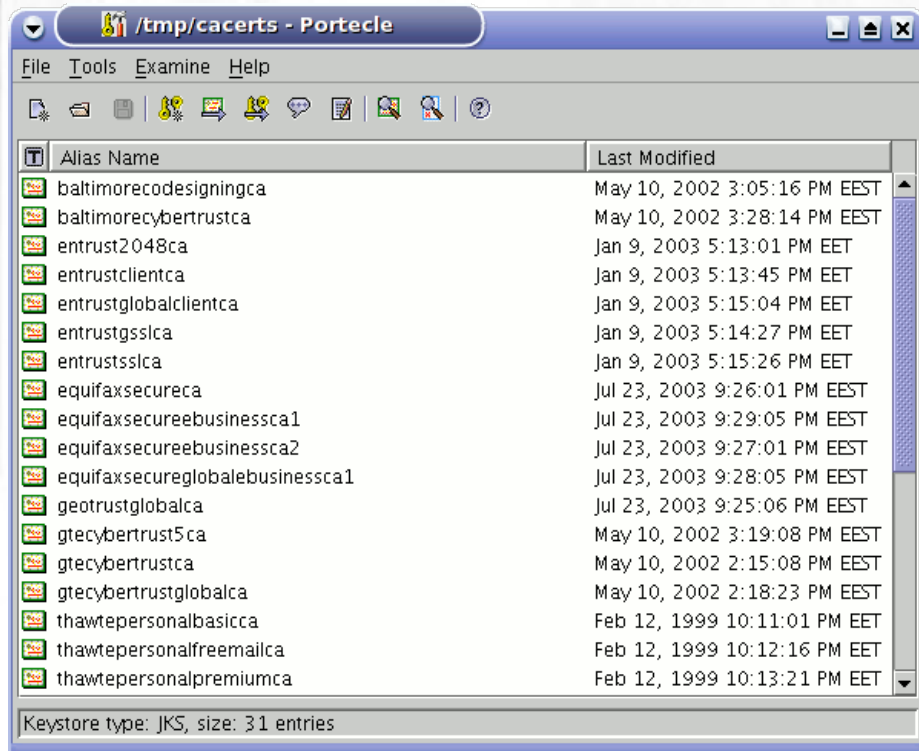 /tmp/cacerts - Portecle
File Tools Examine Help
T Alias Name Last Modified
baltimorecodesigningca May 10, 2002 3:05:16 PM EEST
baltimorecybertrustca May 10, 2002 3:28:14 PM EEST
entrust2048ca Jan 9, 2003 5:13:01 PM EET
entrustclientca Jan 9, 2003 5:13:45 PM EET
entrustglobalclientca Jan 9, 2003 5:15:04 PM EET
entrustgsslca Jan 9, 2003 5:14:27 PM EET
entrustsslca Jan 9, 2003 5:15:26 PM EET
equifaxsecureca Jul 23, 2003 9:26:01 PM EEST
equifaxsecureebusinessca1 Jul 23, 2003 9:29:05 PM EEST
equifaxsecureebusinessca2 Jul 23, 2003 9:27:01 PM EEST
equifaxsecureglobalebusinessca1 Jul 23, 2003 9:28:05 PM EEST
geotrustglobalca Jul 23, 2003 9:25:06 PM EEST
gtecybertrust5ca May 10, 2002 3:19:08 PM EEST
gtecybertrustca May 10, 2002 2:15:08 PM EEST
gtecybertrustglobalca May 10, 2002 2:18:23 PM EEST
thawtepersonalbasicca Feb 12, 1999 10:11:01 PM EET
thawtepersonalfreemailca Feb 12, 1999 10:12:16 PM EET
thawtepersonalpremiumca Feb 12, 1999 10:13:21 PM EET
Keystore type: JKS, size: 31 entries